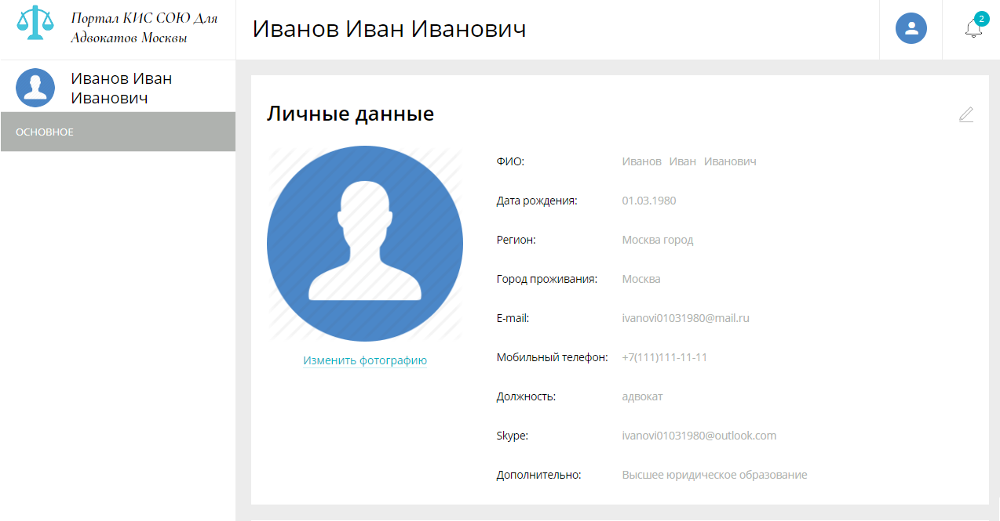 Портал КИС СОЮ Для
Адвокатов Москвы
Иванов Иван Иванович
2
Иванов Иван
Иванович
ОСНОВНОЕ
Личные данные
Изменить фотографию
ФИО: Иванов Иван Иванович
Дата рождения: 01.03.1980
Регион: Москва город
Город проживания: Москва
E-mail: ivanovi01031980@mail.ru
Мобильный телефон: +7(111)111-11-11
Должность: адвокат
Skype: ivanovi01031980@outlook.com
Дополнительно: Высшее юридическое образование